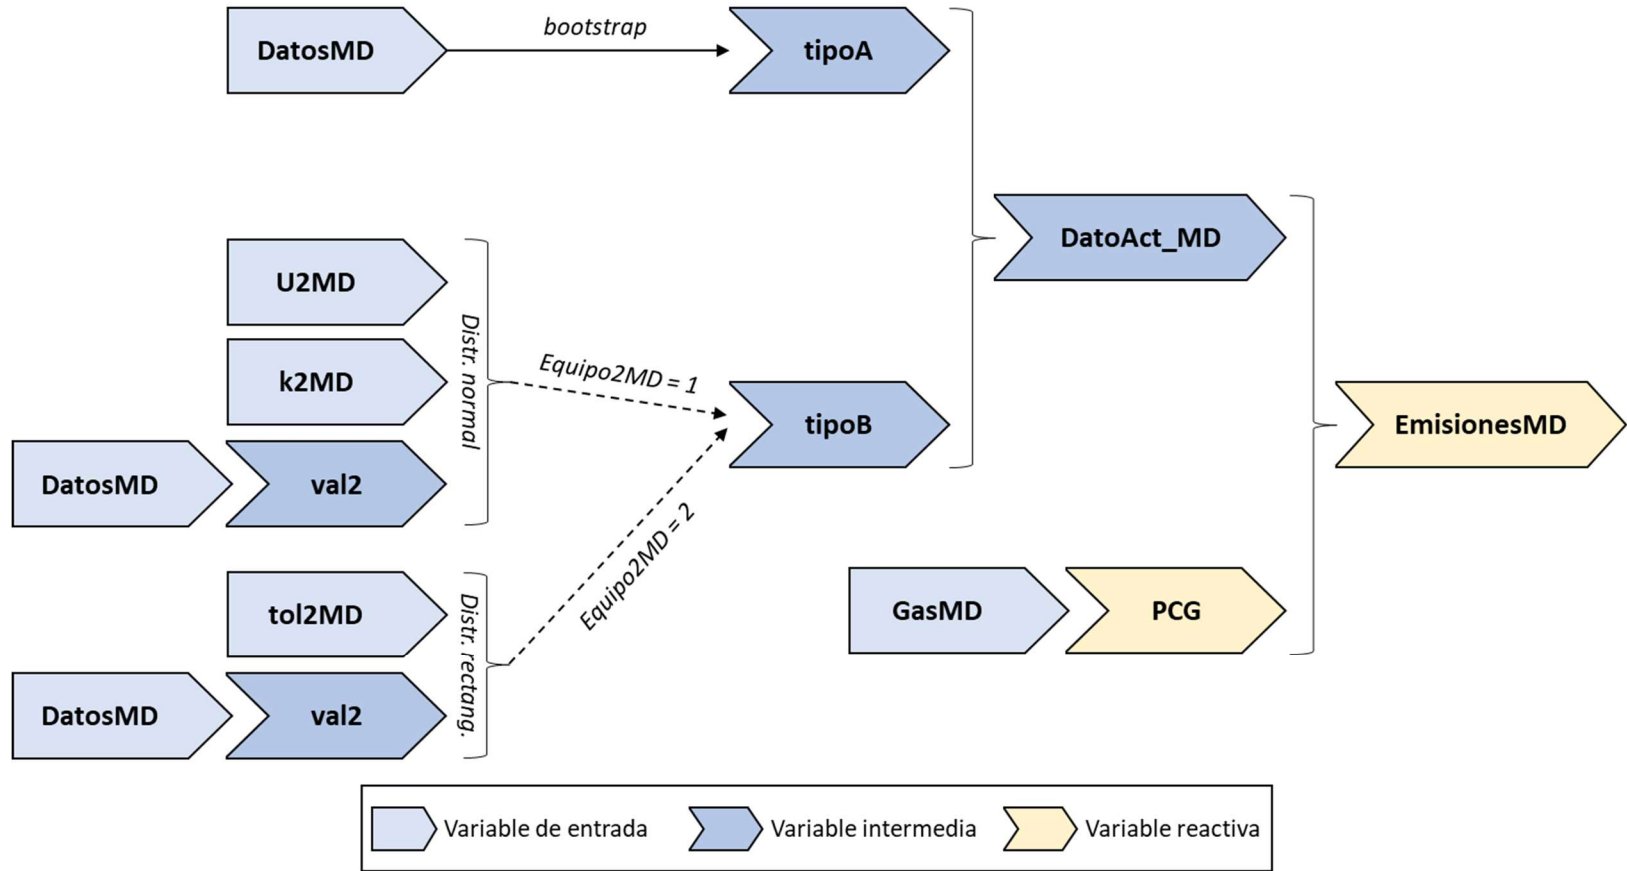 DatosMD
bootstrap
tipoA
DatoAct_MD
U2MD
k2MD
DatosMD
val2
Distr. normal
Equipo2MD = 1
tipoB
EmisionesMD
tol2MD
DatosMD
val2
Distr. rectang.
Equipo2MD = 2
GasMD
PCG
Variable de entrada
Variable intermedia
Variable reactiva